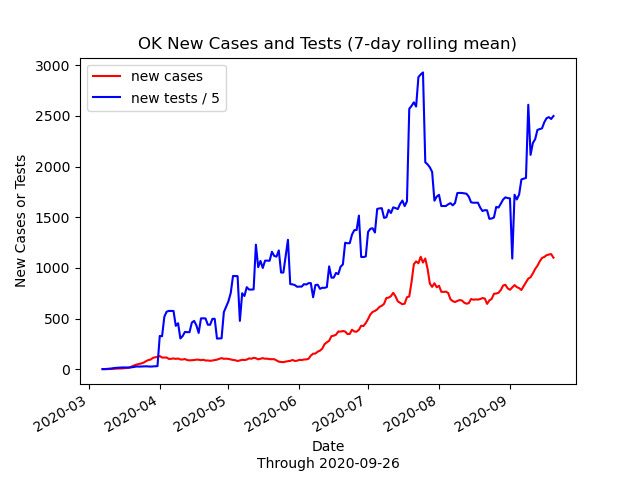 OK New Cases and Tests (7-day rolling mean)
new cases
new tests / 5
New Cases or Tests
3000
2500
2000
1500
1000
500
0
2020-03
2020-04
2020-05
2020-06
2020-07
2020-08
2020-09
Date
Through 2020-09-26